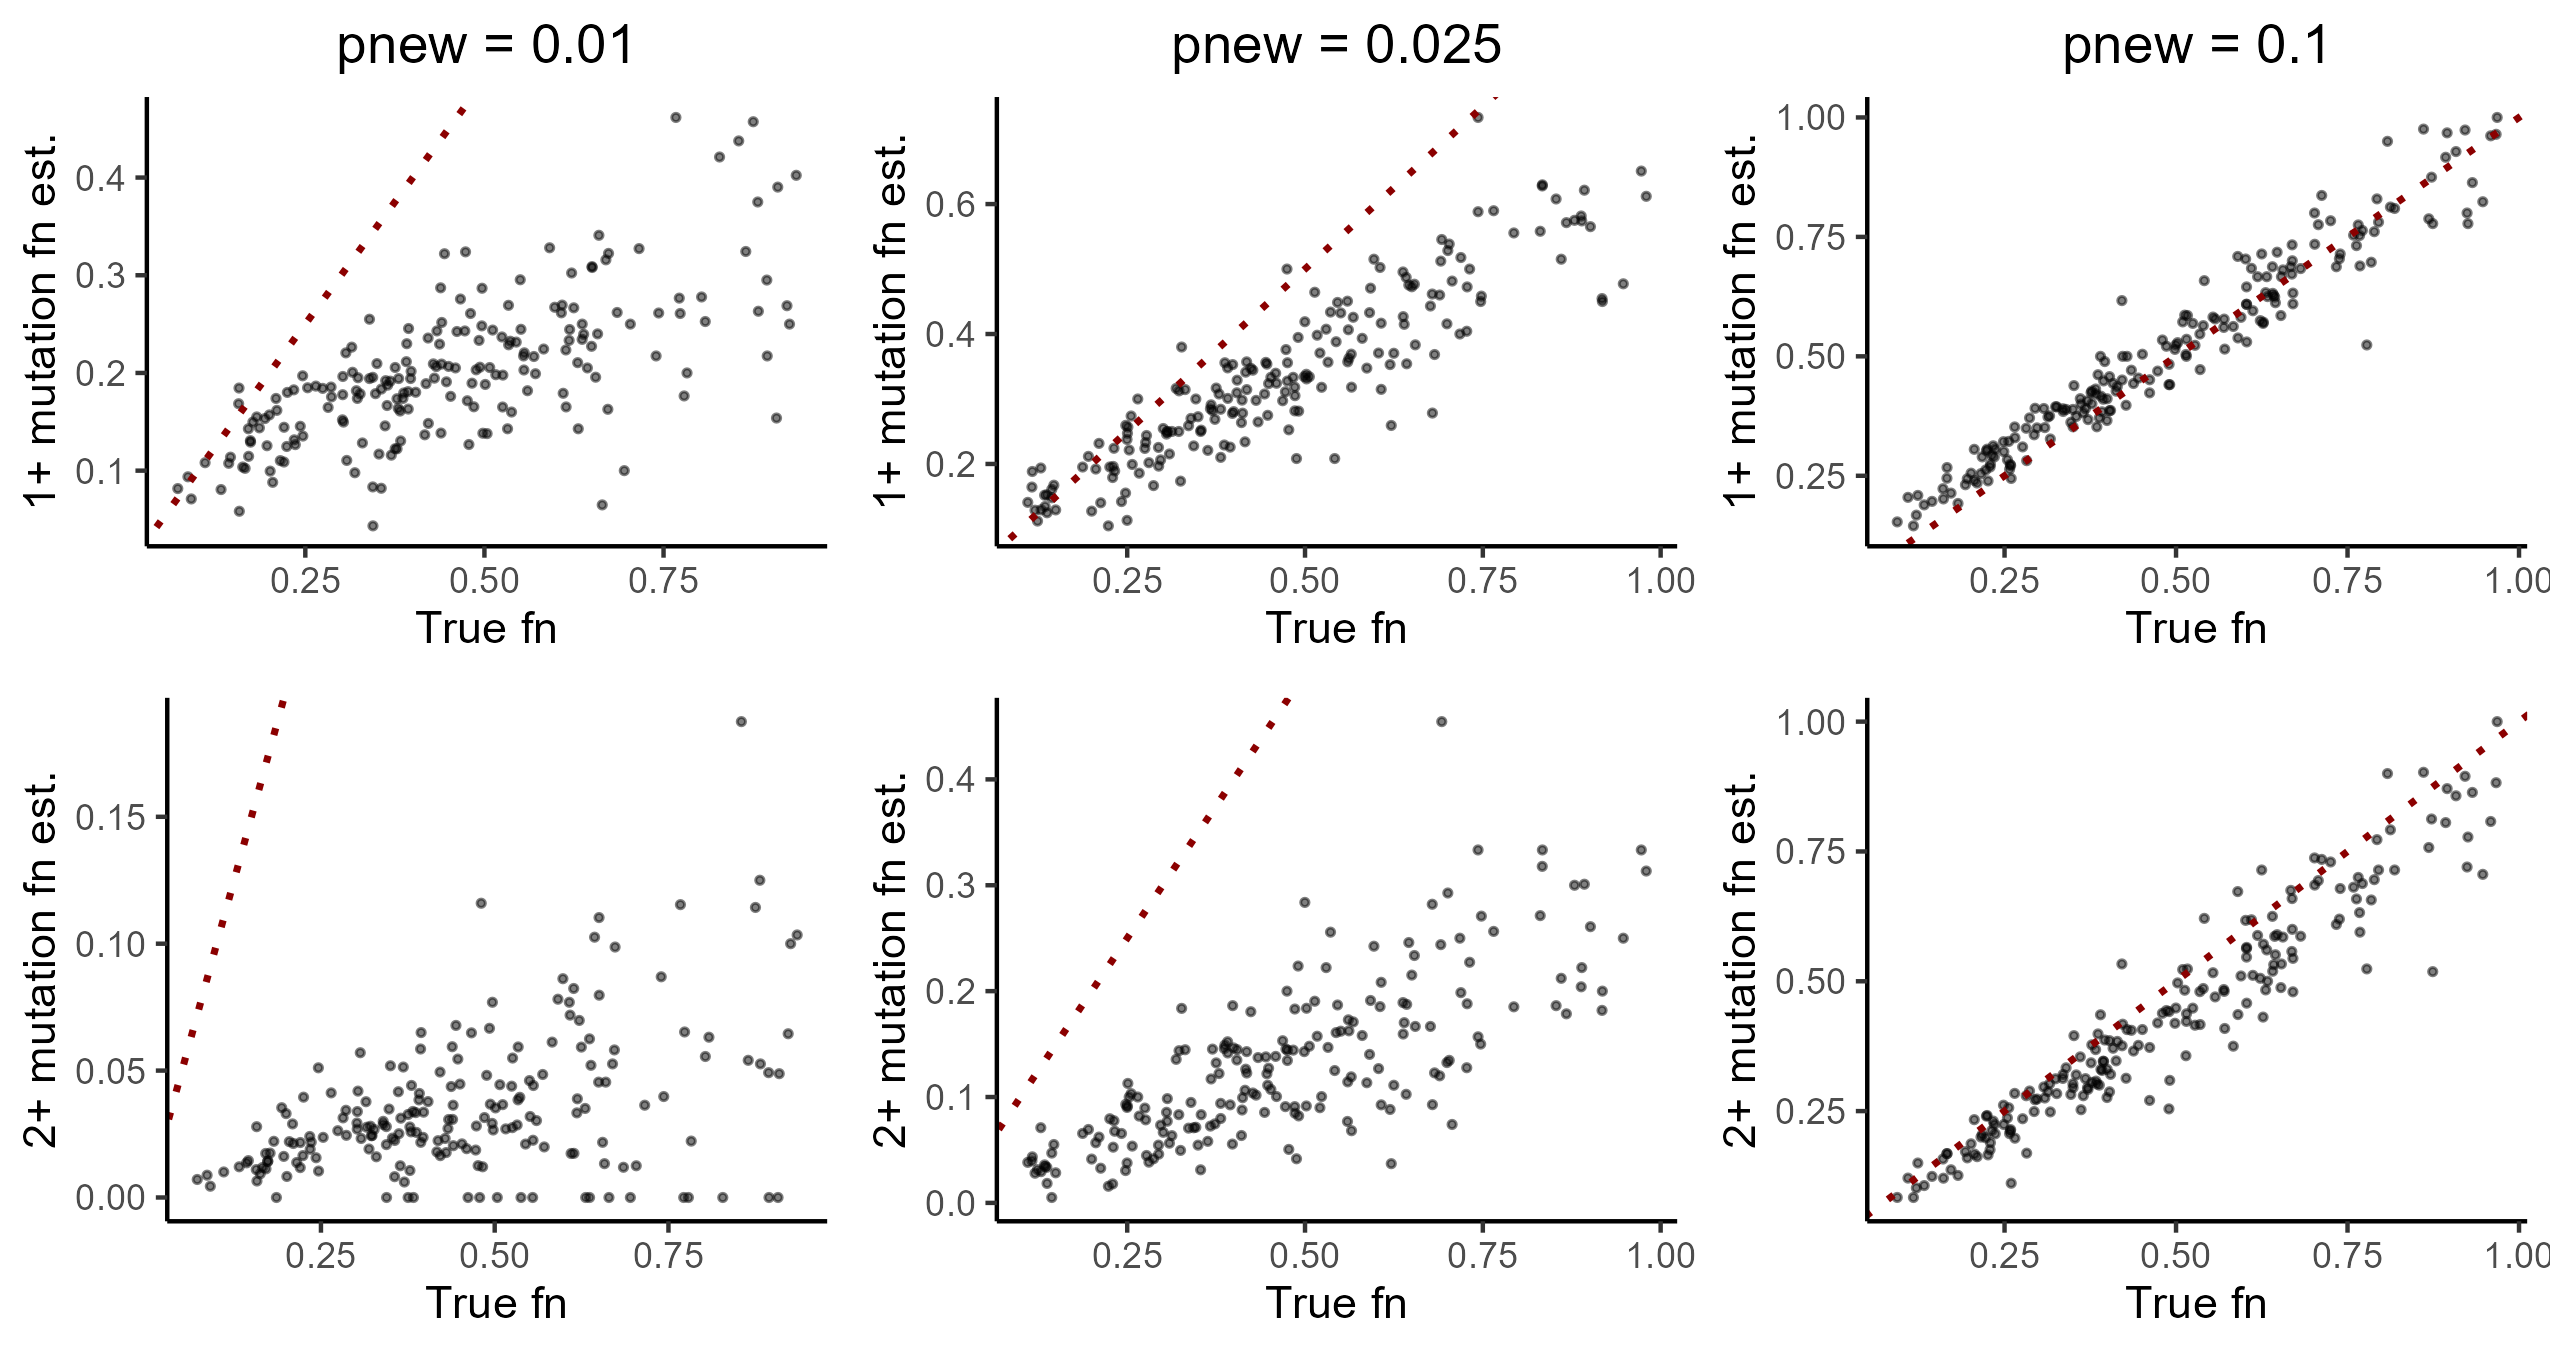 pnew = 0.01
pnew = 0.025
pnew = 0.1
1+ mutation fn est.
0.4
0.3
0.2
0.1
0.25 0.50 0.75
True fn
1+ mutation fn est.
0.6
0.4
0.2
0.25 0.50 0.75 1.00
True fn
1+ mutation fn est.
1.00
0.75
0.50
0.25
0.25 0.50 0.75 1.00
True fn
2+ mutation fn est.
0.15
0.10
0.05
0.00
0.25 0.50 0.75
True fn
2+ mutation fn est.
0.4
0.3
0.2
0.1
0.0
0.25 0.50 0.75 1.00
True fn
2+ mutation fn est.
1.00
0.75
0.50
0.25
0.25 0.50 0.75 1.00
True fn